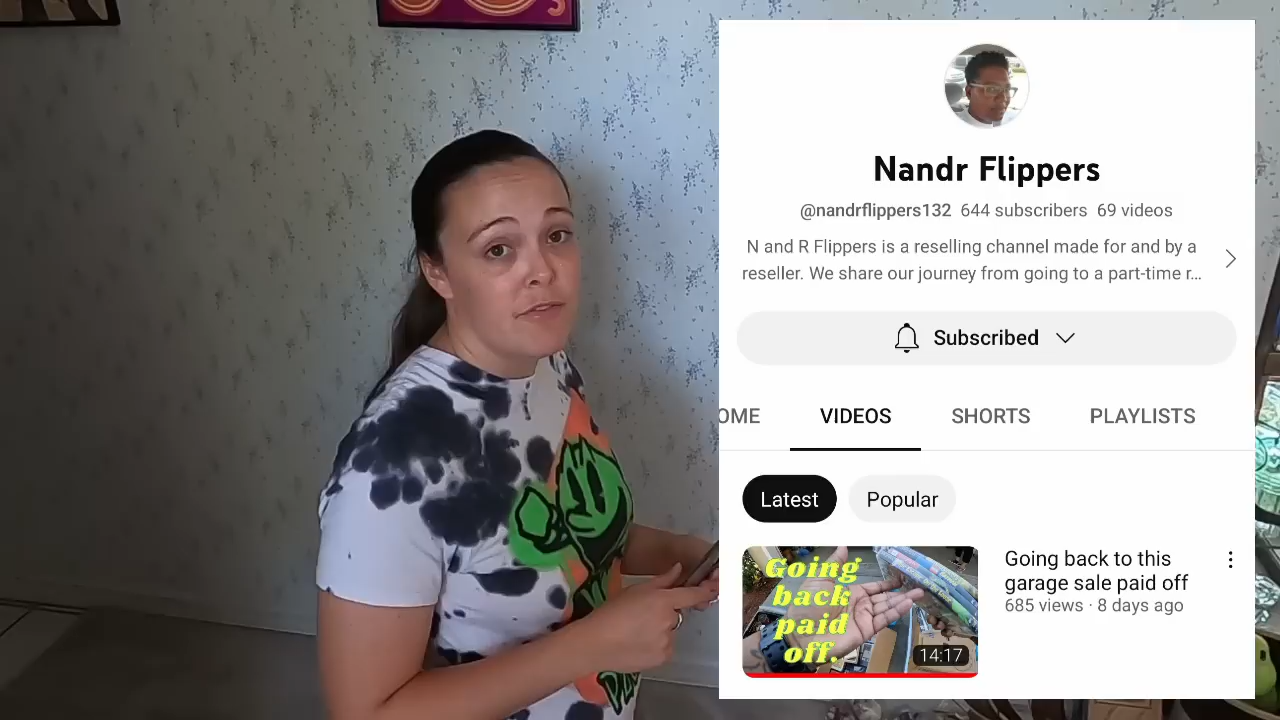 Nandr Flippers
@nandrflippers132 644 subscribers 69 videos
N and R Flippers is a reselling channel made for and by a
reseller. We share our journey from going to a part-time r...
Subscribed
OME VIDEOS SHORTS PLAYLISTS
Latest Popular
Going
back
paid
off.
14:17
Going back to this
garage sale paid off
685 views · 8 days ago